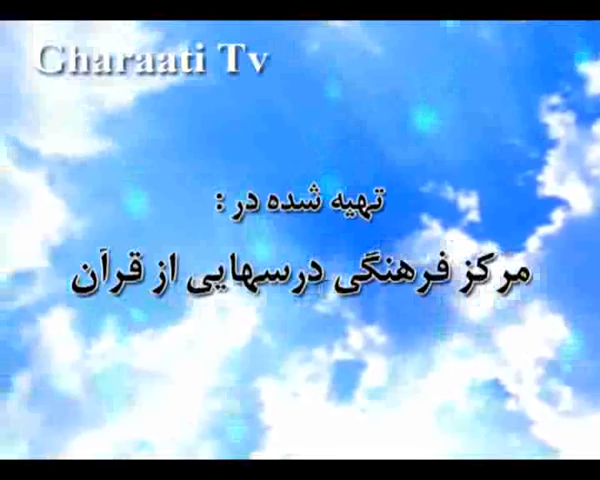 Gharaati Tv
تهیه شده در :
مرکز فرهنگی درسهایی از قرآن